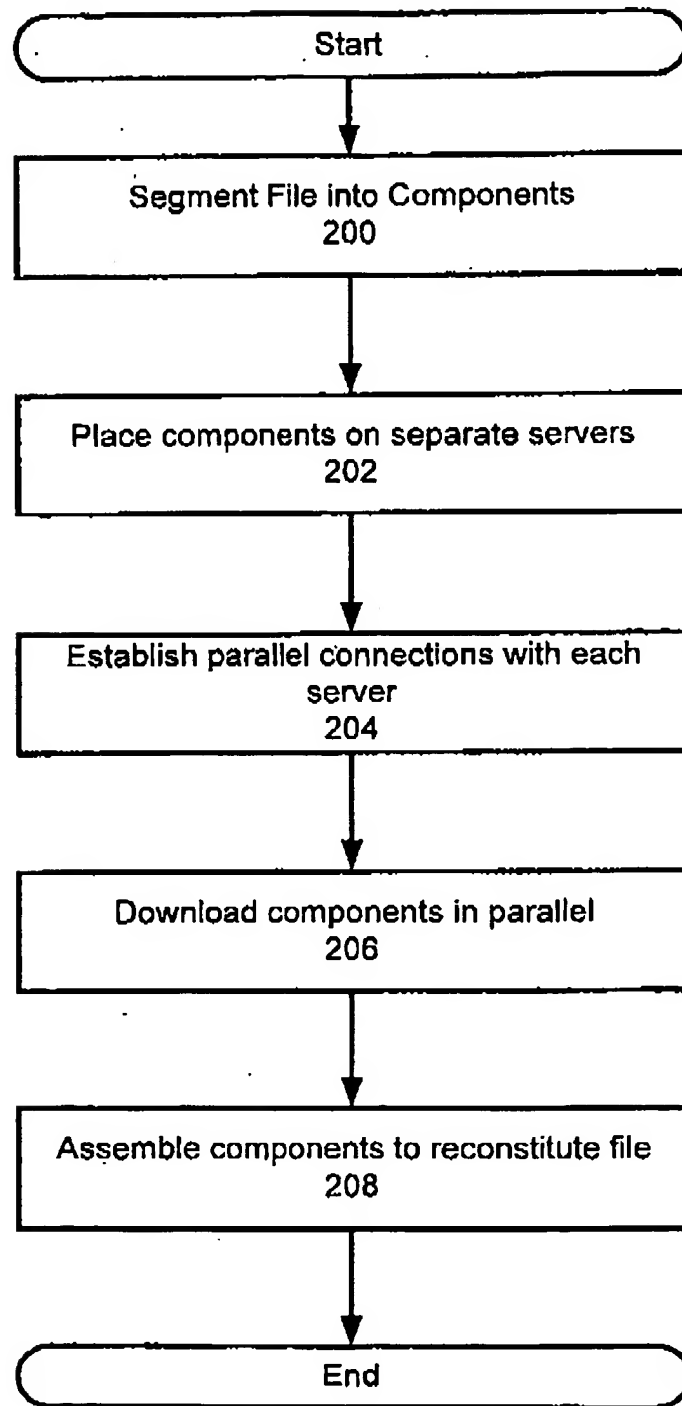 Start
Segment File into Components
200
Place components on separate servers
202
Establish parallel connections with each
server
204
Download components in parallel
206
Assemble components to reconstitute file
208
End